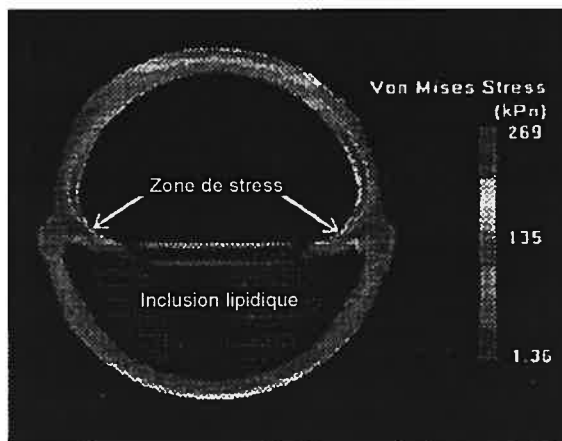 Von Mises Stress
(kPa)
269
Zone de stress
135
Inclusion lipidique
1.36